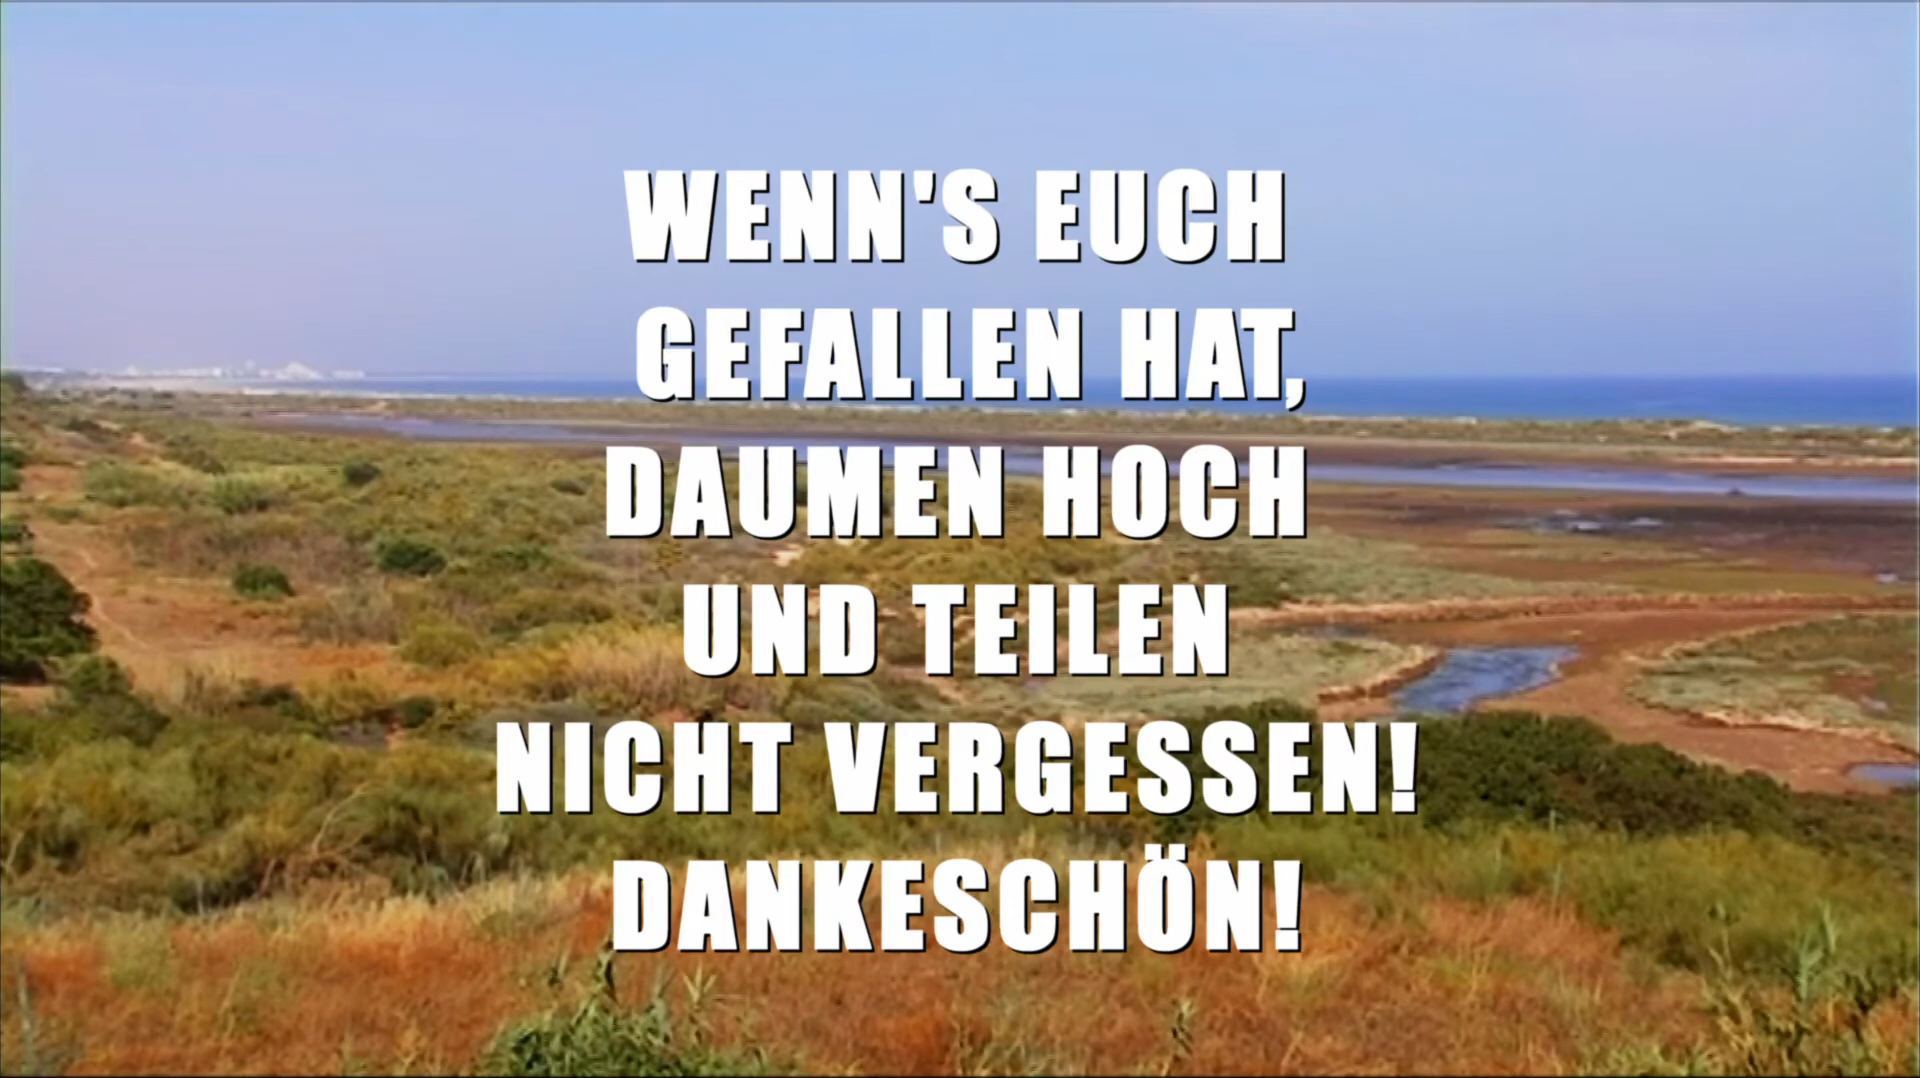 WENN'S EUCH
GEFALLEN HAT,
DAUMEN HOCH
UND TEILEN
NICHT VERGESSEN!
DANKESCHÖN!